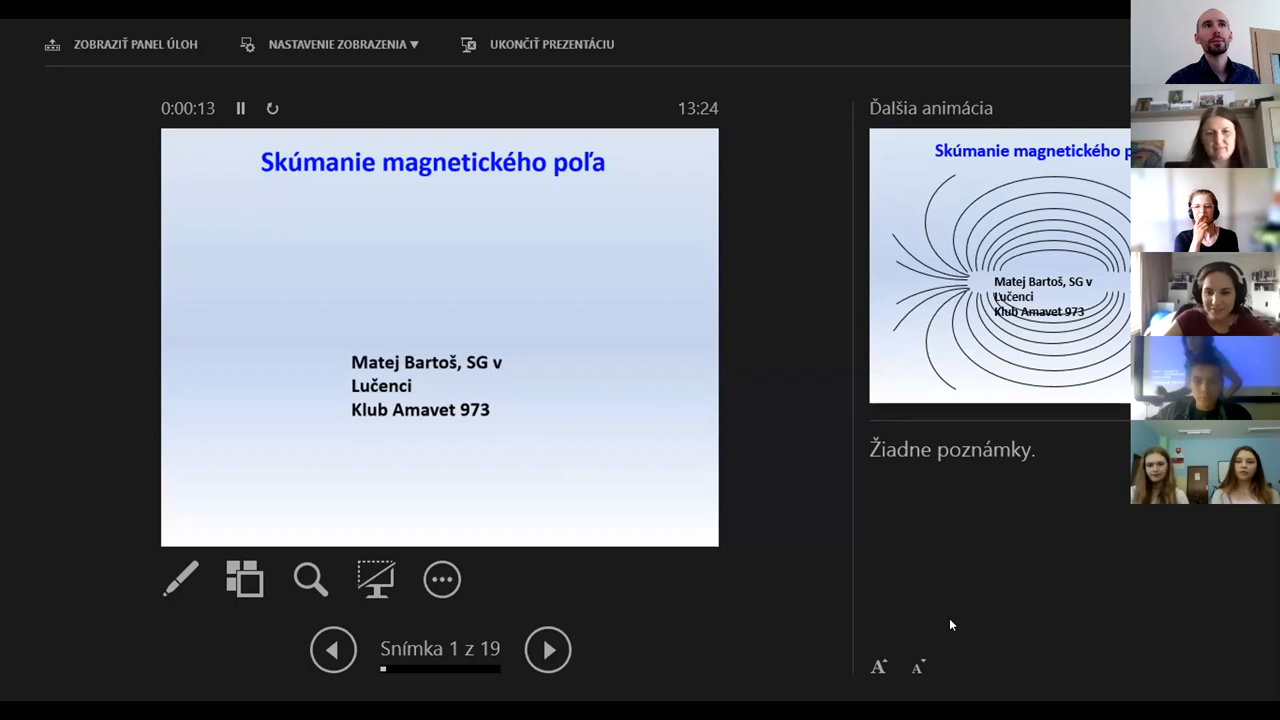 ZOBRAZIŤ PANEL ÚLOH
NASTAVENIE ZOBRAZENIA ▼
UKONČIŤ PREZENTÁCIU
0:00:13
13:24
Skúmanie magnetického poľa
Matej Bartoš, SG v
Lučenci
Klub Amavet 973
Snímka 1 z 19
Ďalšia animácia
Skúmanie magnetického p
Matej Bartoš, SG v
Lučenci
Klub Amavet 973
Žiadne poznámky.
A A